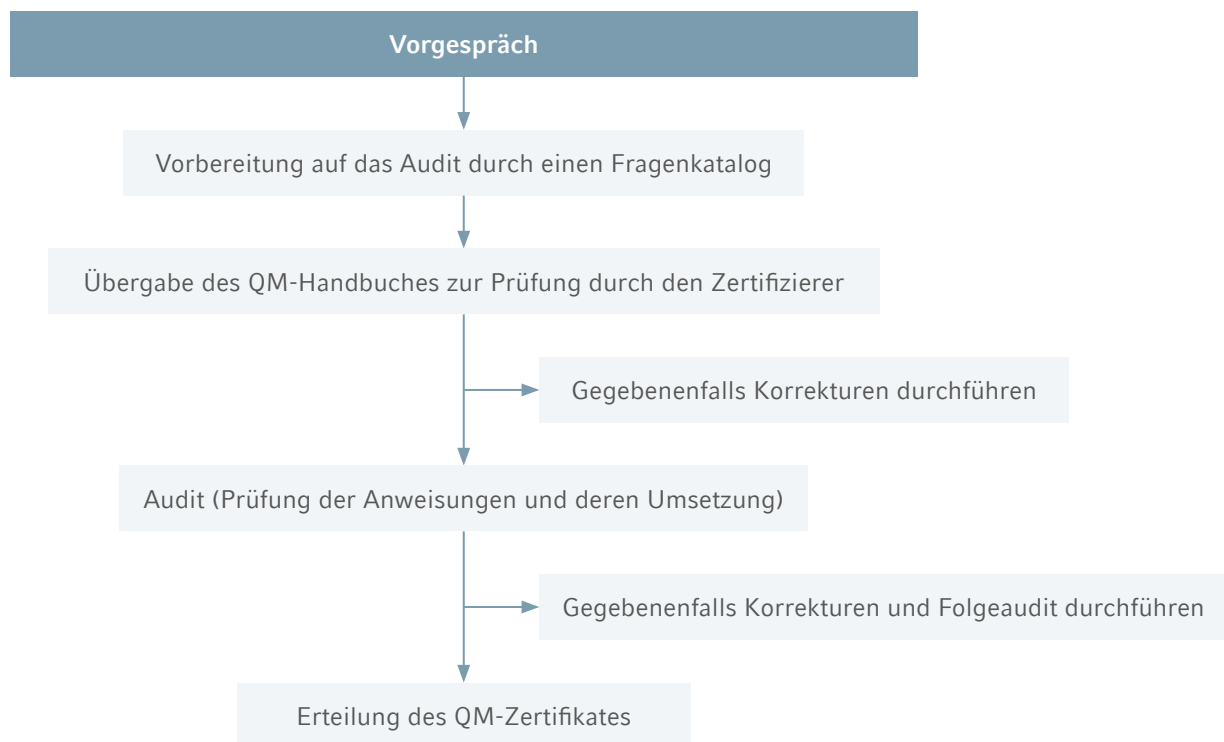 Vorgespräch
Vorbereitung auf das Audit durch einen Fragenkatalog
Übergabe des QM-Handbuches zur Prüfung durch den Zertifizierer
Gegebenenfalls Korrekturen durchführen
Audit (Prüfung der Anweisungen und deren Umsetzung)
Gegebenenfalls Korrekturen und Folgeaudit durchführen
Erteilung des QM-Zertifikates